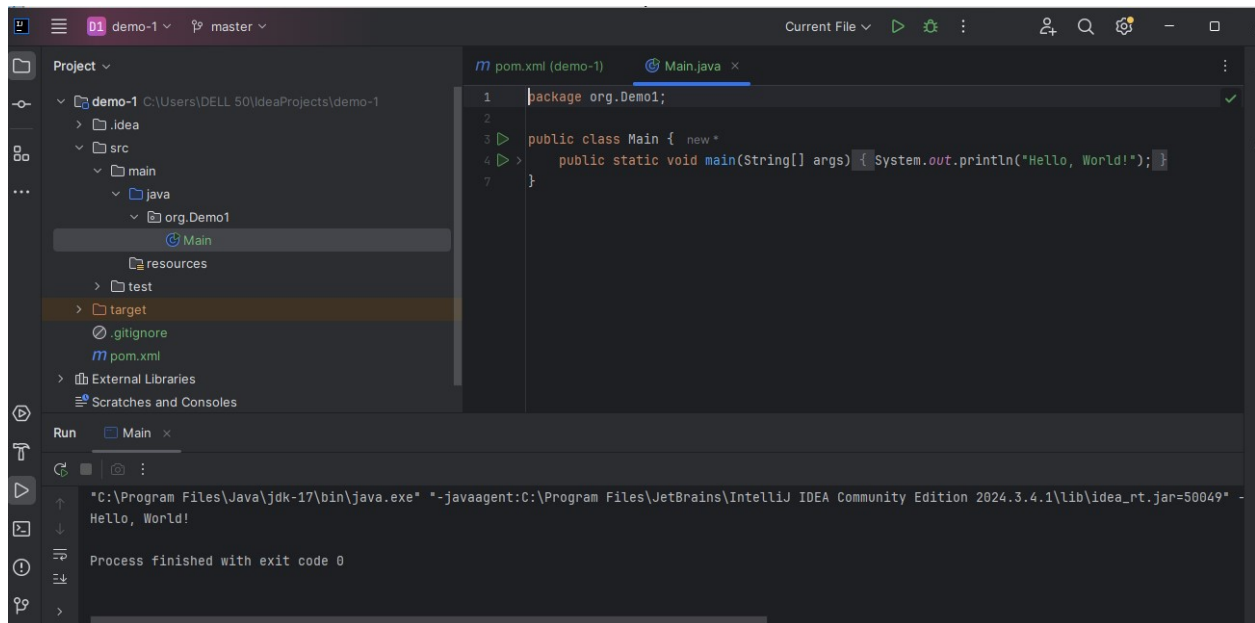 D1 demo-1 master Current File
Project
demo-1 C:\Users\DELL 50\IdeaProjects\demo-1
.idea
src
main
java
org.Demo1
Main
resources
test
target
.gitignore
m pom.xml
External Libraries
Scratches and Consoles
m pom.xml (demo-1) Main.java
1 package org.Demo1;
2
3 public class Main { new *
4 public static void main(String[] args) { System.out.println("Hello, World!"); }
7 }
Run Main
"C:\Program Files\Java\jdk-17\bin\java.exe" "-javaagent:C:\Program Files\JetBrains\IntelliJ IDEA Community Edition 2024.3.4.1\lib\idea_rt.jar=50049" -
Hello, World!
Process finished with exit code 0